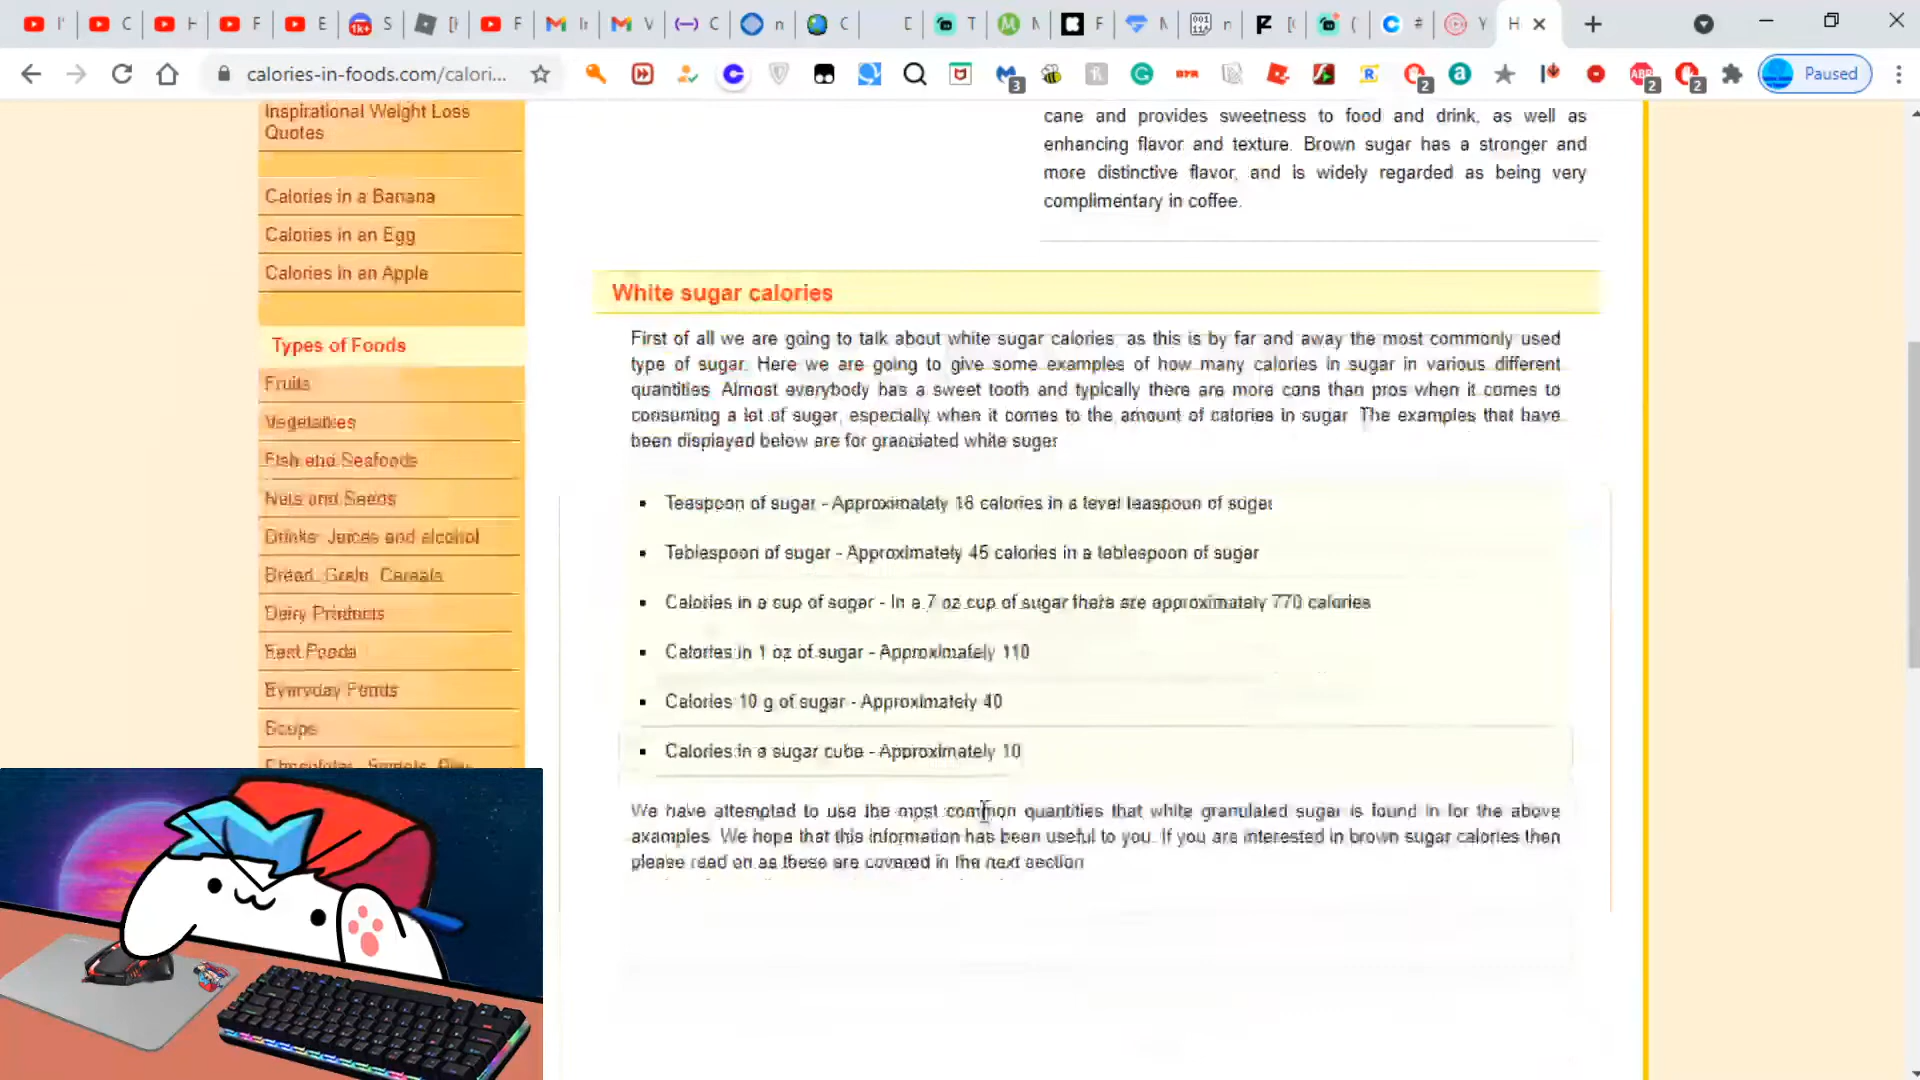 I'
C
H
F
E
S
[I
F
Ir
V
C
n
C
D
T
M
F
M
n
[(
(
#
Y
H
calories-in-foods.com/calori...
Paused
Inspirational Weight Loss
Quotes
Calories in a Banana
Calories in an Egg
Calories in an Apple
Types of Foods
Fruits
Vegetables
Fish and Seafoods
Nuts and Seeds
Drinks, Juices and alcohol
Bread, Grain, Cereals
Dairy Products
Fast Foods
Everyday Foods
Soups
cane and provides sweetness to food and drink, as well as
enhancing flavor and texture. Brown sugar has a stronger and
more distinctive flavor, and is widely regarded as being very
complimentary in coffee.
White sugar calories
First of all we are going to talk about white sugar calories, as this is by far and away the most commonly used
type of sugar. Here we are going to give some examples of how many calories in sugar in various different
quantities. Almost everybody has a sweet tooth and typically there are more cons than pros when it comes to
consuming a lot of sugar, especially when it comes to the amount of calories in sugar. The examples that have
been displayed below are for granulated white sugar
Teaspoon of sugar - Approximately 16 calories in a level teaspoon of sugar
Tablespoon of sugar - Approximately 45 calories in a tablespoon of sugar
Calories in a cup of sugar - In a 7 oz cup of sugar there are approximately 770 calories
Calories in 1 oz of sugar - Approximately 110
Calories 10 g of sugar - Approximately 40
Calories in a sugar cube - Approximately 10
We have attempted to use the most common quantities that white granulated sugar is found in for the above
examples. We hope that this information has been useful to you. If you are interested in brown sugar calories then
please read on as these are covered in the next section